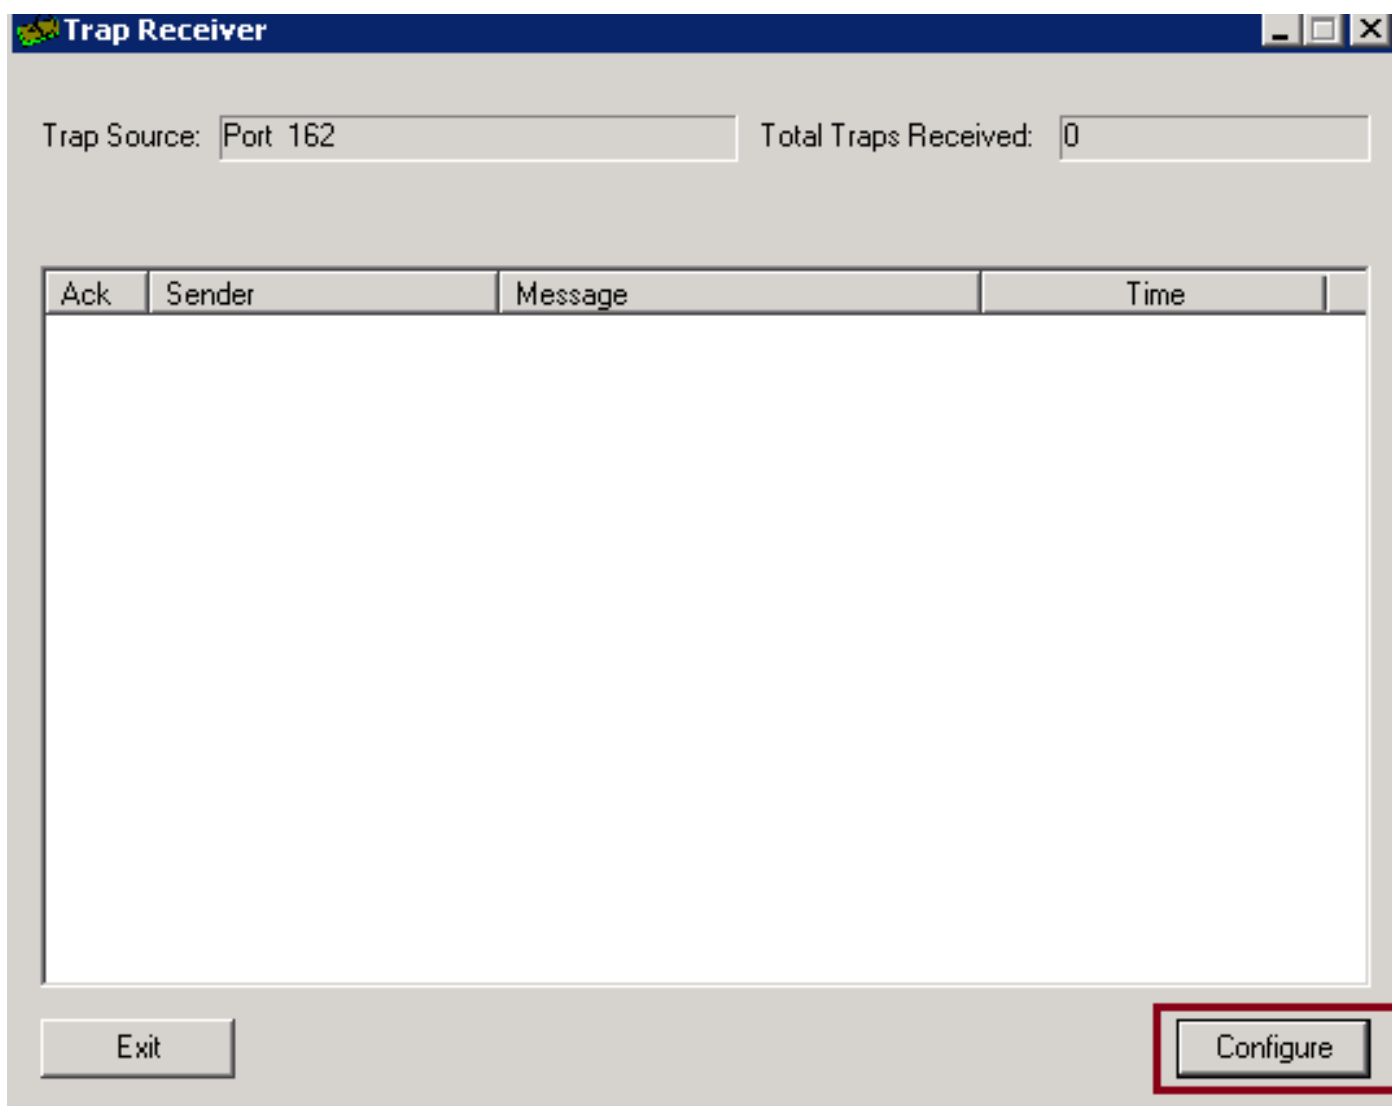 Trap Receiver
Trap Source: Port 162 Total Traps Received: 0
Ack Sender Message Time
Exit Configure